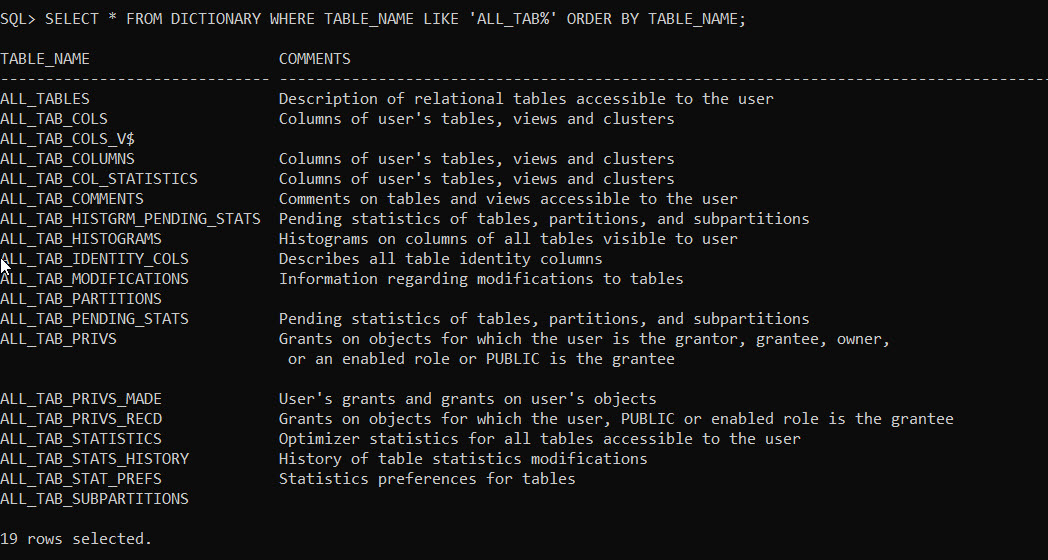 SQL> SELECT * FROM DICTIONARY WHERE TABLE_NAME LIKE 'ALL_TAB%' ORDER BY TABLE_NAME;
TABLE_NAME                    COMMENTS
------------------------------ --------------------------------------------------------------------------------------
ALL_TABLES                     Description of relational tables accessible to the user
ALL_TAB_COLS                   Columns of user's tables, views and clusters
ALL_TAB_COLS_V$
ALL_TAB_COLUMNS                Columns of user's tables, views and clusters
ALL_TAB_COL_STATISTICS         Columns of user's tables, views and clusters
ALL_TAB_COMMENTS               Comments on tables and views accessible to the user
ALL_TAB_HISTGRM_PENDING_STATS  Pending statistics of tables, partitions, and subpartitions
ALL_TAB_HISTOGRAMS             Histograms on columns of all tables visible to user
ALL_TAB_IDENTITY_COLS          Describes all table identity columns
ALL_TAB_MODIFICATIONS          Information regarding modifications to tables
ALL_TAB_PARTITIONS
ALL_TAB_PENDING_STATS          Pending statistics of tables, partitions, and subpartitions
ALL_TAB_PRIVS                  Grants on objects for which the user is the grantor, grantee, owner,
                                or an enabled role or PUBLIC is the grantee
ALL_TAB_PRIVS_MADE             User's grants and grants on user's objects
ALL_TAB_PRIVS_RECD             Grants on objects for which the user, PUBLIC or enabled role is the grantee
ALL_TAB_STATISTICS             Optimizer statistics for all tables accessible to the user
ALL_TAB_STATS_HISTORY          History of table statistics modifications
ALL_TAB_STAT_PREFS             Statistics preferences for tables
ALL_TAB_SUBPARTITIONS
19 rows selected.